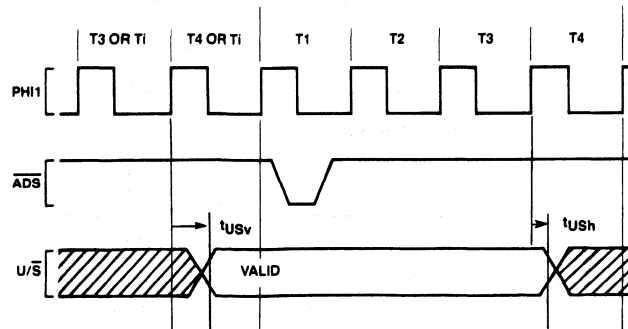 T3 OR Ti T4 OR Ti T1 T2 T3 T4
PHI1
ADS
tUSv tUSh
U/S VALID